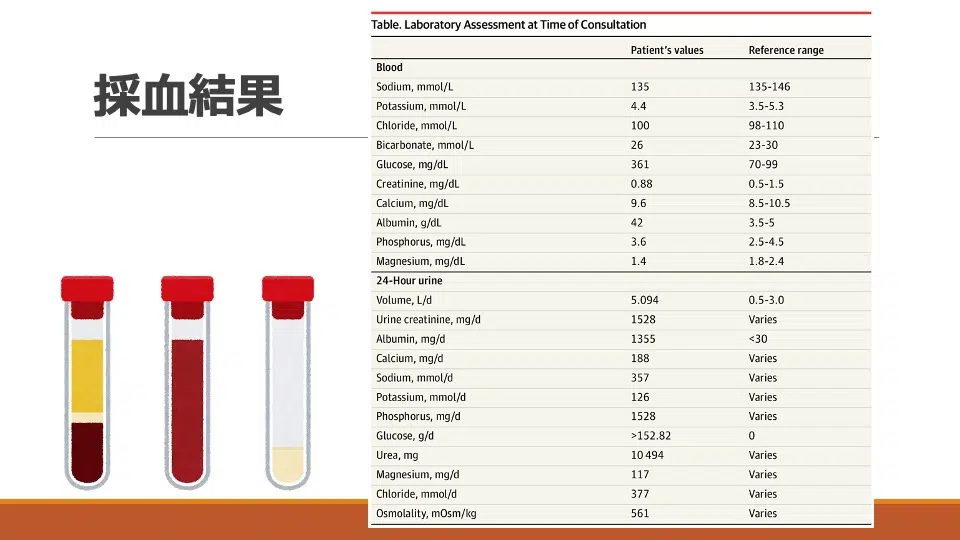 採血結果
Table. Laboratory Assessment at Time of Consultation
Patient's values Reference range
Blood
Sodium, mmol/L 135 135-146
Potassium, mmol/L 4.4 3.5-5.3
Chloride, mmol/L 100 98-110
Bicarbonate, mmol/L 26 23-30
Glucose, mg/dL 361 70-99
Creatinine, mg/dL 0.88 0.5-1.5
Calcium, mg/dL 9.6 8.5-10.5
Albumin, g/dL 42 3.5-5
Phosphorus, mg/dL 3.6 2.5-4.5
Magnesium, mg/dL 1.4 1.8-2.4
24-Hour urine
Volume, L/d 5.094 0.5-3.0
Urine creatinine, mg/d 1528 Varies
Albumin, mg/d 1355 <30
Calcium, mg/d 188 Varies
Sodium, mmol/d 357 Varies
Potassium, mmol/d 126 Varies
Phosphorus, mg/d 1528 Varies
Glucose, g/d >152.82 0
Urea, mg 10 494 Varies
Magnesium, mg/d 117 Varies
Chloride, mmol/d 377 Varies
Osmolality, mOsm/kg 561 Varies